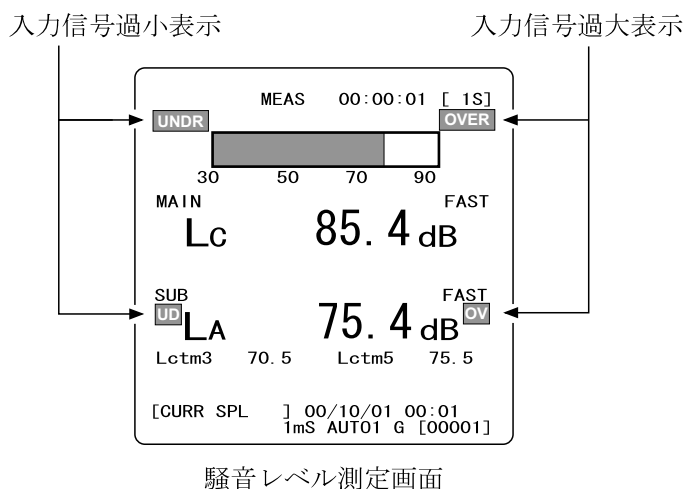 入力信号過小表示
入力信号過大表示
MEAS 00:00:01 [ 1S]
UNDR
OVER
30 50 70 90
MAIN FAST
LC 85.4 dB
SUB FAST
UD LA 75.4 dB OV
Lctm3 70.5 Lctm5 75.5
[CURR SPL ] 00/10/01 00:01
1mS AUTO1 G [00001]
騒音レベル測定画面